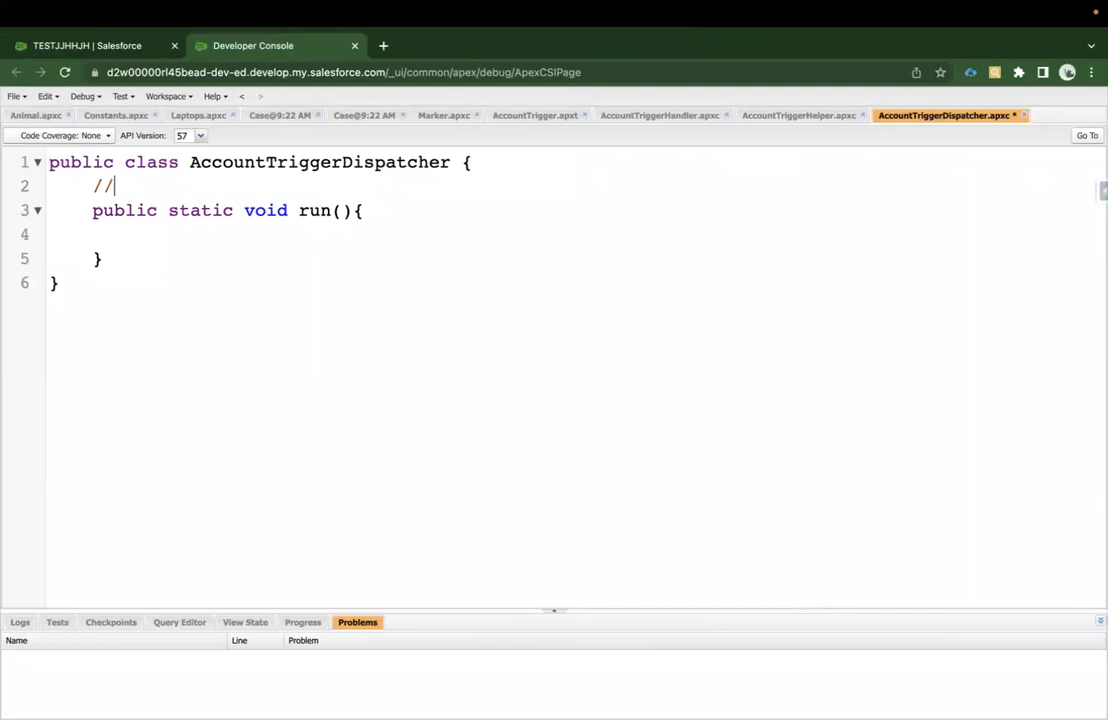 TESTJJHHJH | Salesforce
Developer Console
d2w00000rl45bead-dev-ed.develop.my.salesforce.com/_ui/common/apex/debug/ApexCSIPage
File Edit Debug Test Workspace Help < >
Animal.apxc Constants.apxc Laptops.apxc Case@9:22 AM Case@9:22 AM Marker.apxc AccountTrigger.apxt AccountTriggerHandler.apxc AccountTriggerHelper.apxc AccountTriggerDispatcher.apxc *
Code Coverage: None API Version: 57 Go To
1 public class AccountTriggerDispatcher {
2 //
3 public static void run(){
4
5 }
6 }
Logs Tests Checkpoints Query Editor View State Progress Problems
Name Line Problem